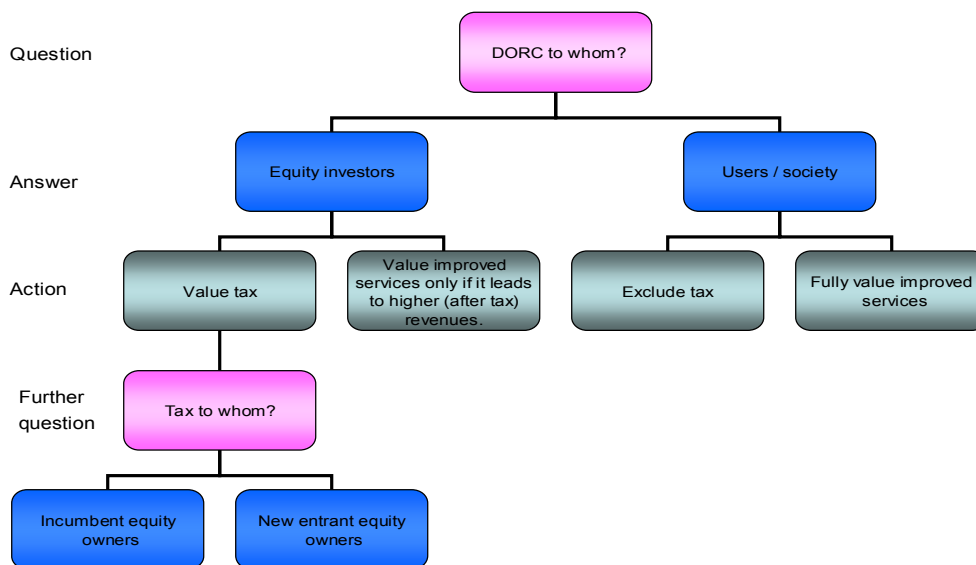 Question
DORC to whom?
Answer
Equity investors
Users / society
Action
Value tax
Value improved
services only if it leads
to higher (after tax)
revenues.
Exclude tax
Fully value improved
services
Further
question
Tax to whom?
Incumbent equity
owners
New entrant equity
owners